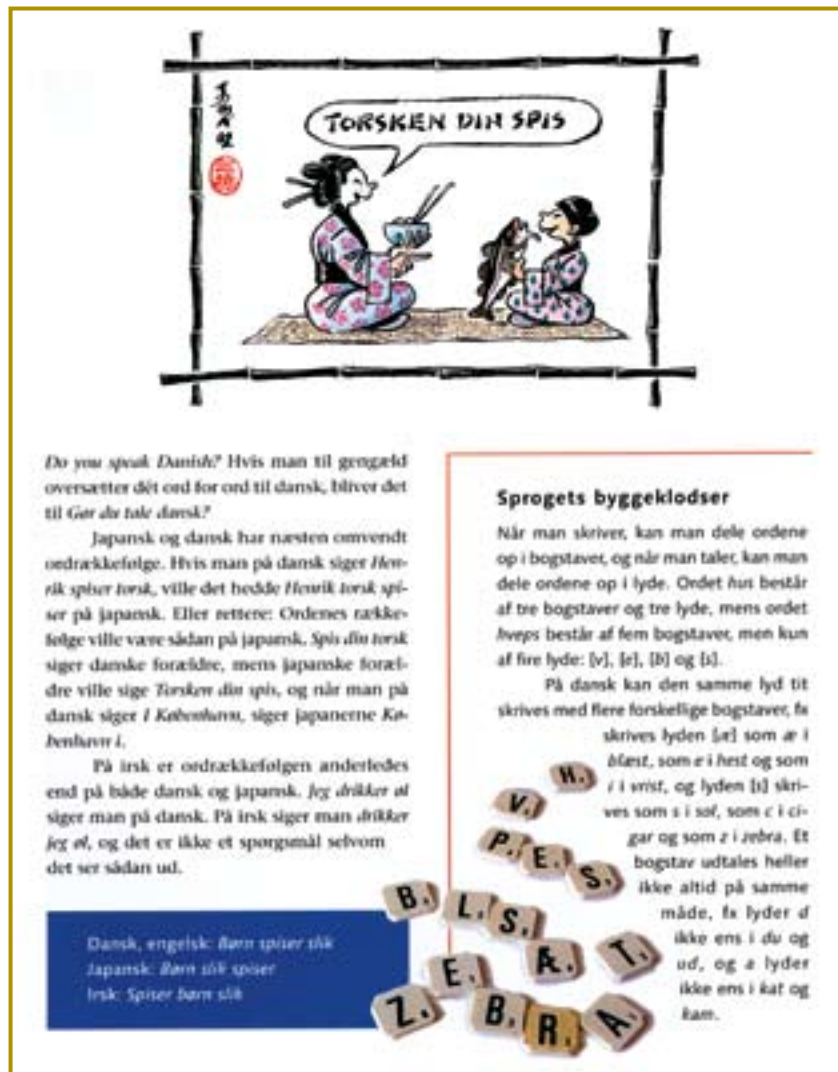 TORSKEN DIN SPIS
Do you speak Danish? Hvis man til gengæld
oversætter dét ord for ord til dansk, bliver det
til Gør du tale dansk?
Japansk og dansk har næsten omvendt
ordrækkefølge. Hvis man på dansk siger Hen-
rik spiser torsk, ville det hedde Henrik torsk spi-
ser på japansk. Eller rettere: Ordenes række-
følge ville være sådan på japansk. Spis din torsk
siger danske forældre, mens japanske foræl-
dre ville sige Torsken din spis, og når man på
dansk siger I København, siger japanerne Kø-
benhavn i.
På irsk er ordrækkefølgen anderledes
end på både dansk og japansk. Jeg drikker øl
siger man på dansk. På irsk siger man drikker
jeg øl, og det er ikke et spørgsmål selvom
det ser sådan ud.
Dansk, engelsk: Børn spiser slik
Japansk: Børn slik spiser
Irsk: Spiser børn slik
Sprogets byggeklodser
Når man skriver, kan man dele ordene
op i bogstaver, og når man taler, kan man
dele ordene op i lyde. Ordet hus består
af tre bogstaver og tre lyde, mens ordet
hveps består af fem bogstaver, men kun
af fire lyde: [v], [e], [b] og [s].
På dansk kan den samme lyd tit
skrives med flere forskellige bogstaver, fx
skrives lyden [æ] som æ i
blæst, som e i hest og som
i i vrist, og lyden [s] skri-
ves som s i sol, som c i ci-
gar og som z i zebra. Et
bogstav udtales heller
ikke altid på samme
måde, fx lyder d
ikke ens i du og
ud, og a lyder
ikke ens i kat og
kam.
H
V
P E S
B L S Æ T
Z E B R A